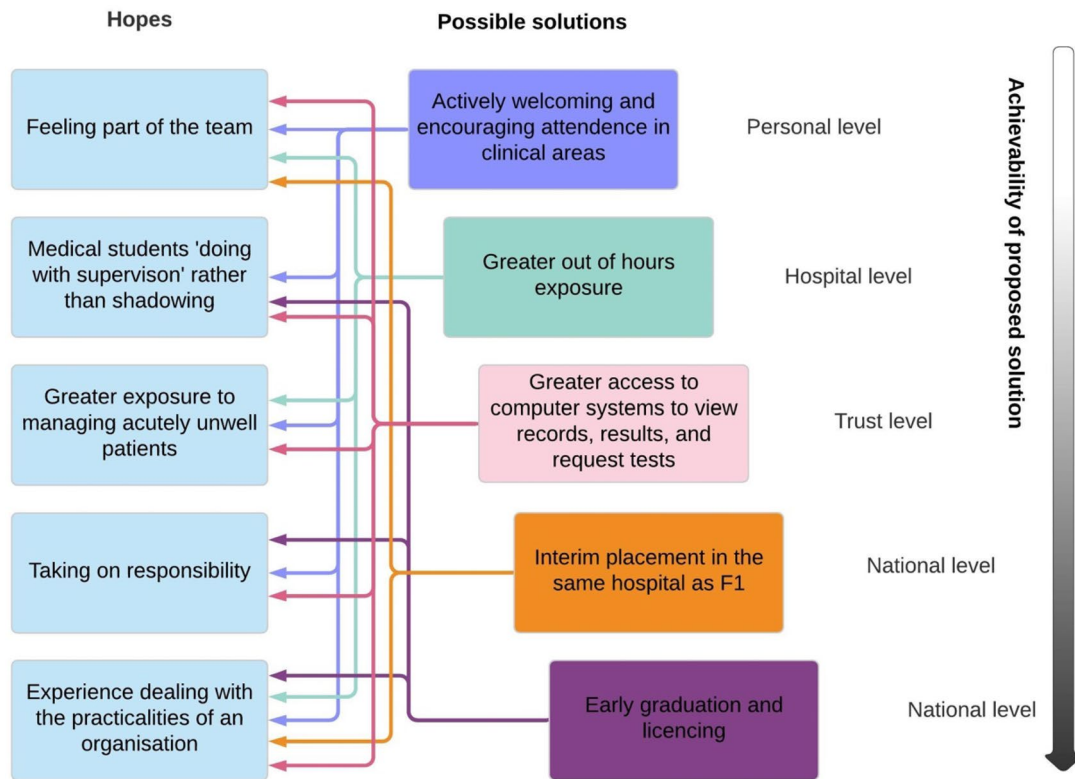 Hopes
Possible solutions
Feeling part of the team
Actively welcoming and
encouraging attendence in
clinical areas
Personal level
Medical students 'doing
with supervison' rather
than shadowing
Greater out of hours
exposure
Hospital level
Greater exposure to
managing acutely unwell
patients
Greater access to
computer systems to view
records, results, and
request tests
Trust level
Taking on responsibility
Interim placement in the
same hospital as F1
National level
Experience dealing with
the practicalities of an
organisation
Early graduation and
licencing
National level
Achievability of proposed solution